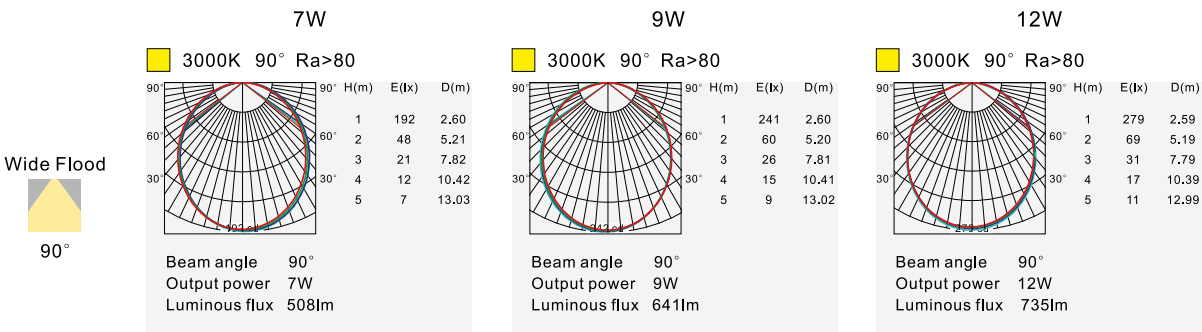 7W
9W
12W
Wide Flood
90°
3000K 90° Ra>80
90° 90° H(m) E(lx) D(m)
1 192 2.60
60° 60° 2 48 5.21
3 21 7.82
30° 30° 4 12 10.42
5 7 13.03
Beam angle 90°
Output power 7W
Luminous flux 508lm
3000K 90° Ra>80
90° 90° H(m) E(lx) D(m)
1 241 2.60
60° 60° 2 60 5.20
3 26 7.81
30° 30° 4 15 10.41
5 9 13.02
Beam angle 90°
Output power 9W
Luminous flux 641lm
3000K 90° Ra>80
90° 90° H(m) E(lx) D(m)
1 279 2.59
60° 60° 2 69 5.19
3 31 7.79
30° 30° 4 17 10.39
5 11 12.99
Beam angle 90°
Output power 12W
Luminous flux 735lm